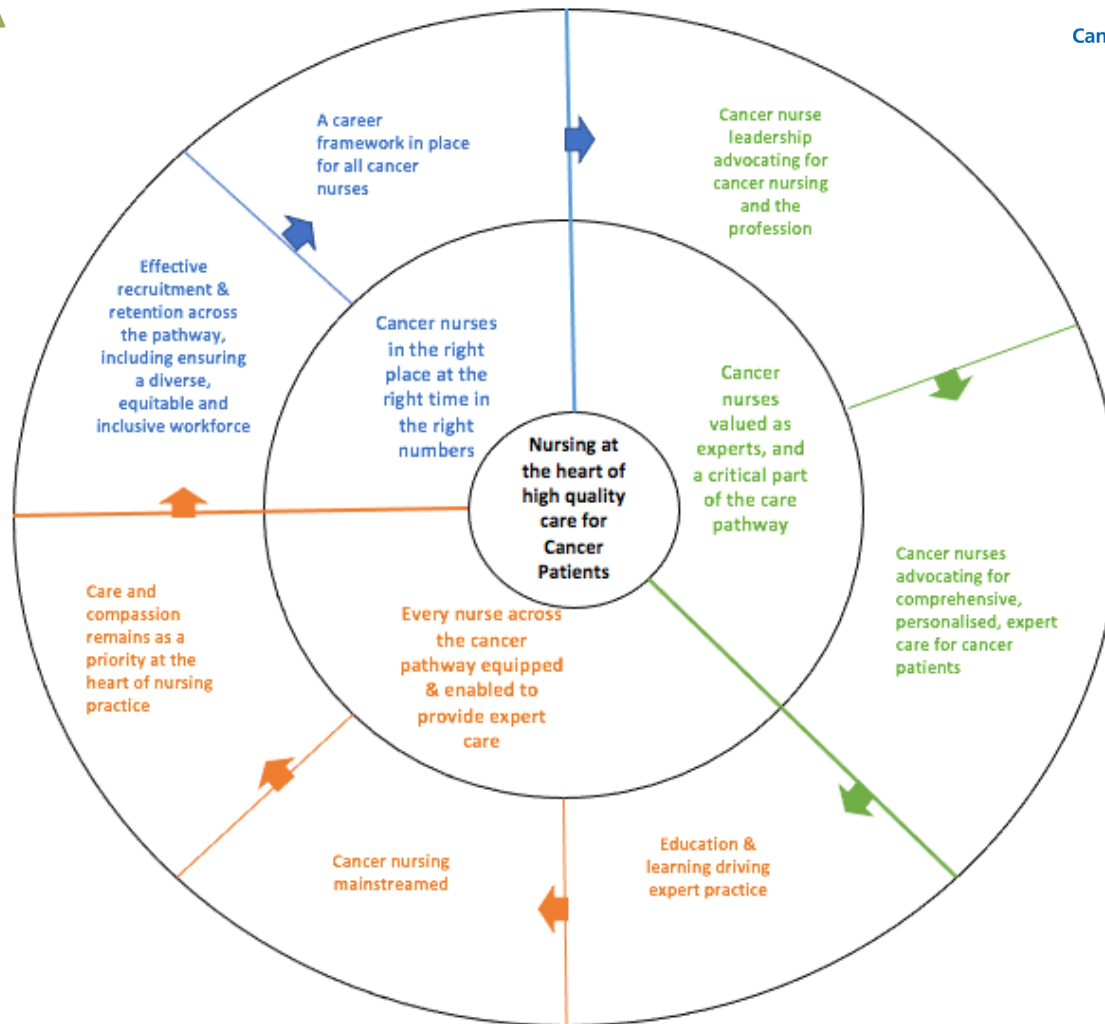 Can
A career
framework in place
for all cancer
nurses
Cancer nurse
leadership
advocating for
cancer nursing
and the
profession
Effective
recruitment &
retention across
the pathway,
including ensuring
a diverse,
equitable and
inclusive workforce
Cancer nurses
in the right
place at the
right time in
the right
numbers
Cancer
nurses
valued as
experts, and
a critical part
of the care
pathway
Nursing at
the heart of
high quality
care for
Cancer
Patients
Cancer nurses
advocating for
comprehensive,
personalised, expert
care for cancer
patients
Care and
compassion
remains as a
priority at the
heart of nursing
practice
Every nurse across
the cancer
pathway equipped
& enabled to
provide expert
care
Cancer nursing
mainstreamed
Education &
learning driving
expert practice